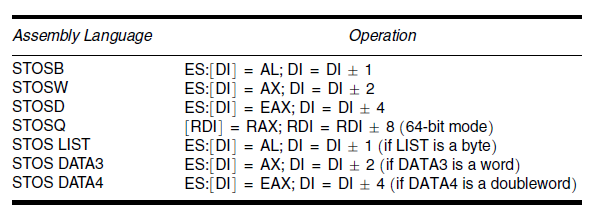 Assembly Language Operation
STOSB ES:[DI] = AL; DI = DI ± 1
STOSW ES:[DI] = AX; DI = DI ± 2
STOSD ES:[DI] = EAX; DI = DI ± 4
STOSQ [RDI] = RAX; RDI = RDI ± 8 (64-bit mode)
STOS LIST ES:[DI] = AL; DI = DI ± 1 (if LIST is a byte)
STOS DATA3 ES:[DI] = AX; DI = DI ± 2 (if DATA3 is a word)
STOS DATA4 ES:[DI] = EAX; DI = DI ± 4 (if DATA4 is a doubleword)